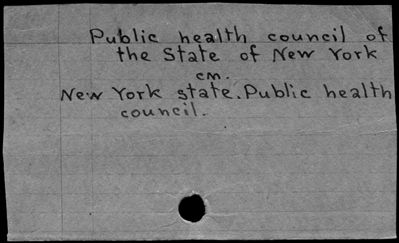 Public health council of
the State of New York
cm.
New York state. Public health
council.